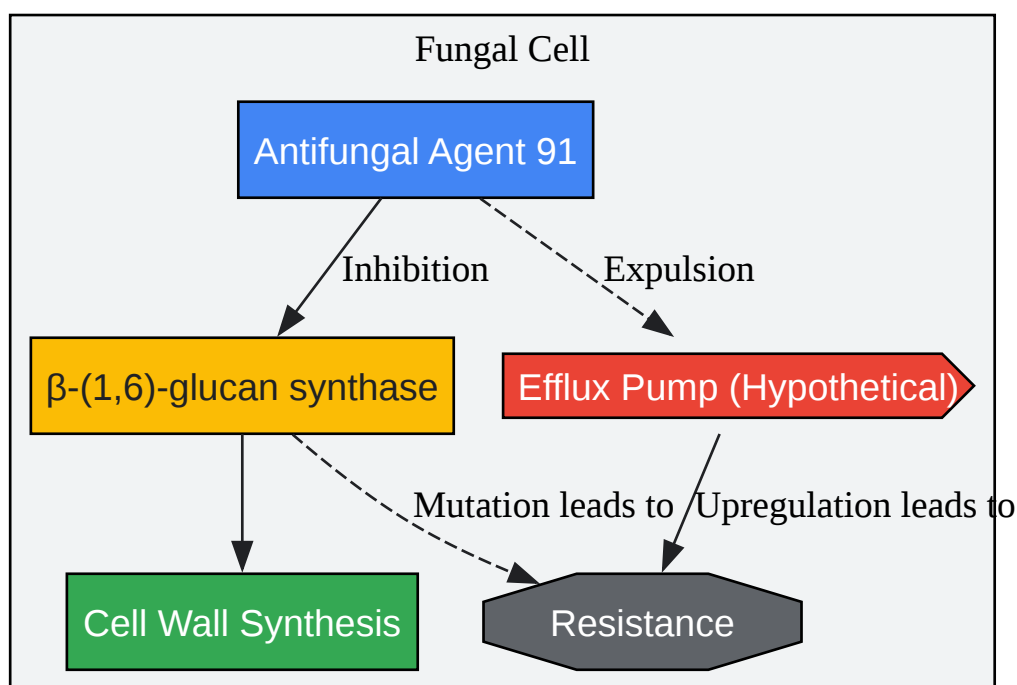 Fungal Cell
Antifungal Agent 91
Inhibition
Expulsion
β-(1,6)-glucan synthase
Efflux Pump (Hypothetical)
Mutation leads to
Upregulation leads to
Cell Wall Synthesis
Resistance